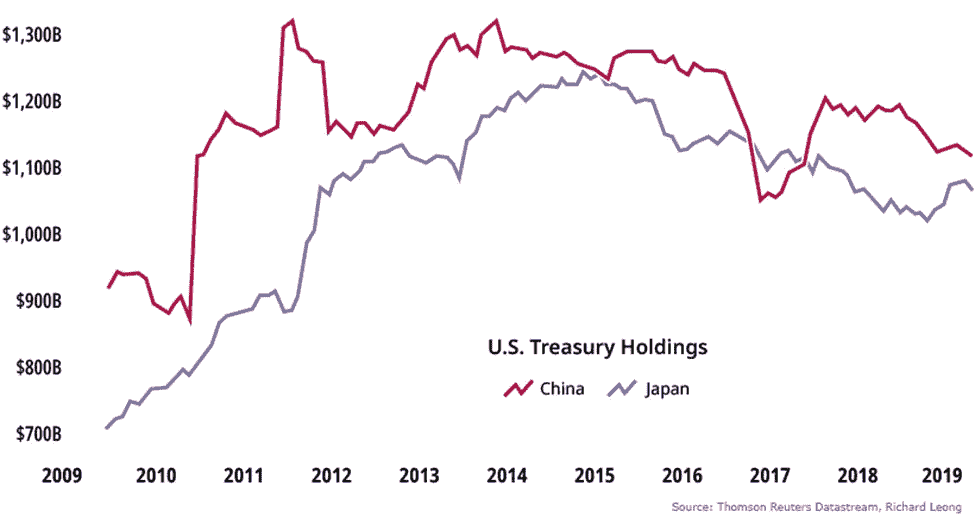 $1,300B
$1,200B
$1,100B
$1,000B
$900B
$800B
$700B
U.S. Treasury Holdings
China Japan
2009 2010 2011 2012 2013 2014 2015 2016 2017 2018 2019
Source: Thomson Reuters Datastream, Richard Leong